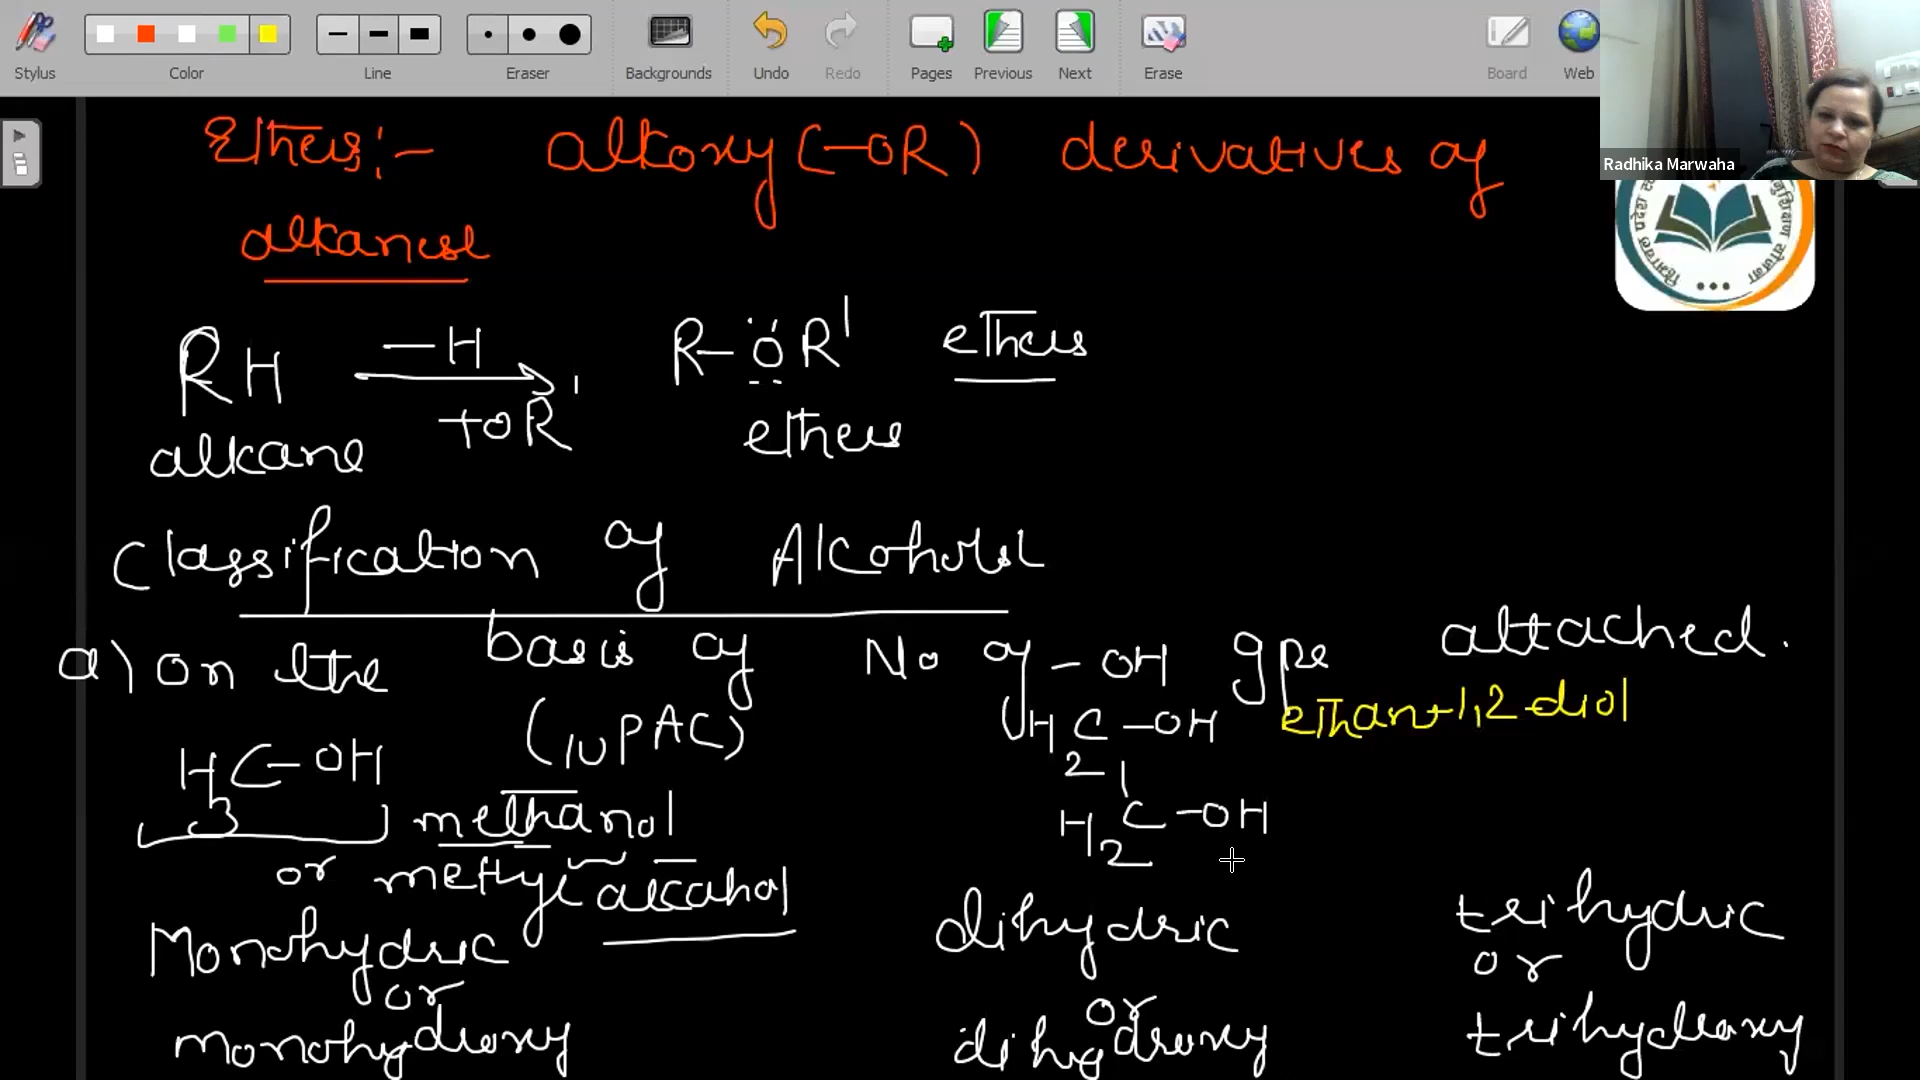 Stylus
Color
Line
Eraser
Backgrounds
Undo
Redo
Pages
Previous
Next
Erase
Board
Web
Radhika Marwaha
Ethers:- alkoxy (-OR) derivatives of
alkanes
RH -H R-O R' ethers
+OR'
alkane ethers
Classification of Alcohols
a) On the basis of No of -OH gps attached.
(IUPAC) H2C-OH ethan-1,2-diol
H3C-OH
H2C-OH
methanol
or methyl alcohol
Monohydric dihydric trihydric
or or or
monohydroxy dihydroxy trihydroxy